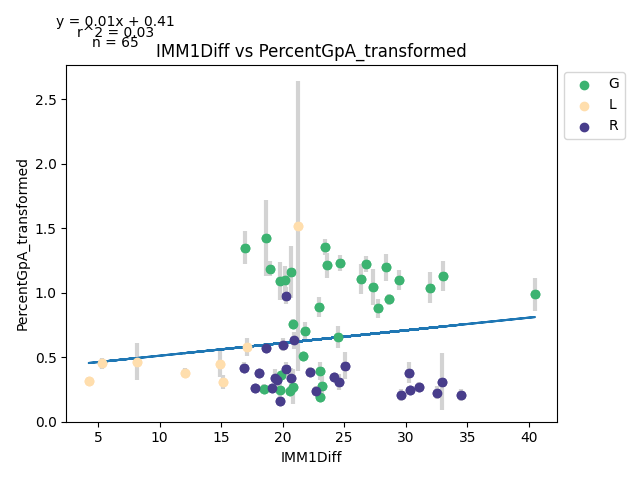 y = 0.01x + 0.41
r^2 = 0.03
n = 65
IMM1Diff vs PercentGpA_transformed
G
L
R
PercentGpA_transformed
2.5
2.0
1.5
1.0
0.5
0.0
5 10 15 20 25 30 35 40
IMM1Diff